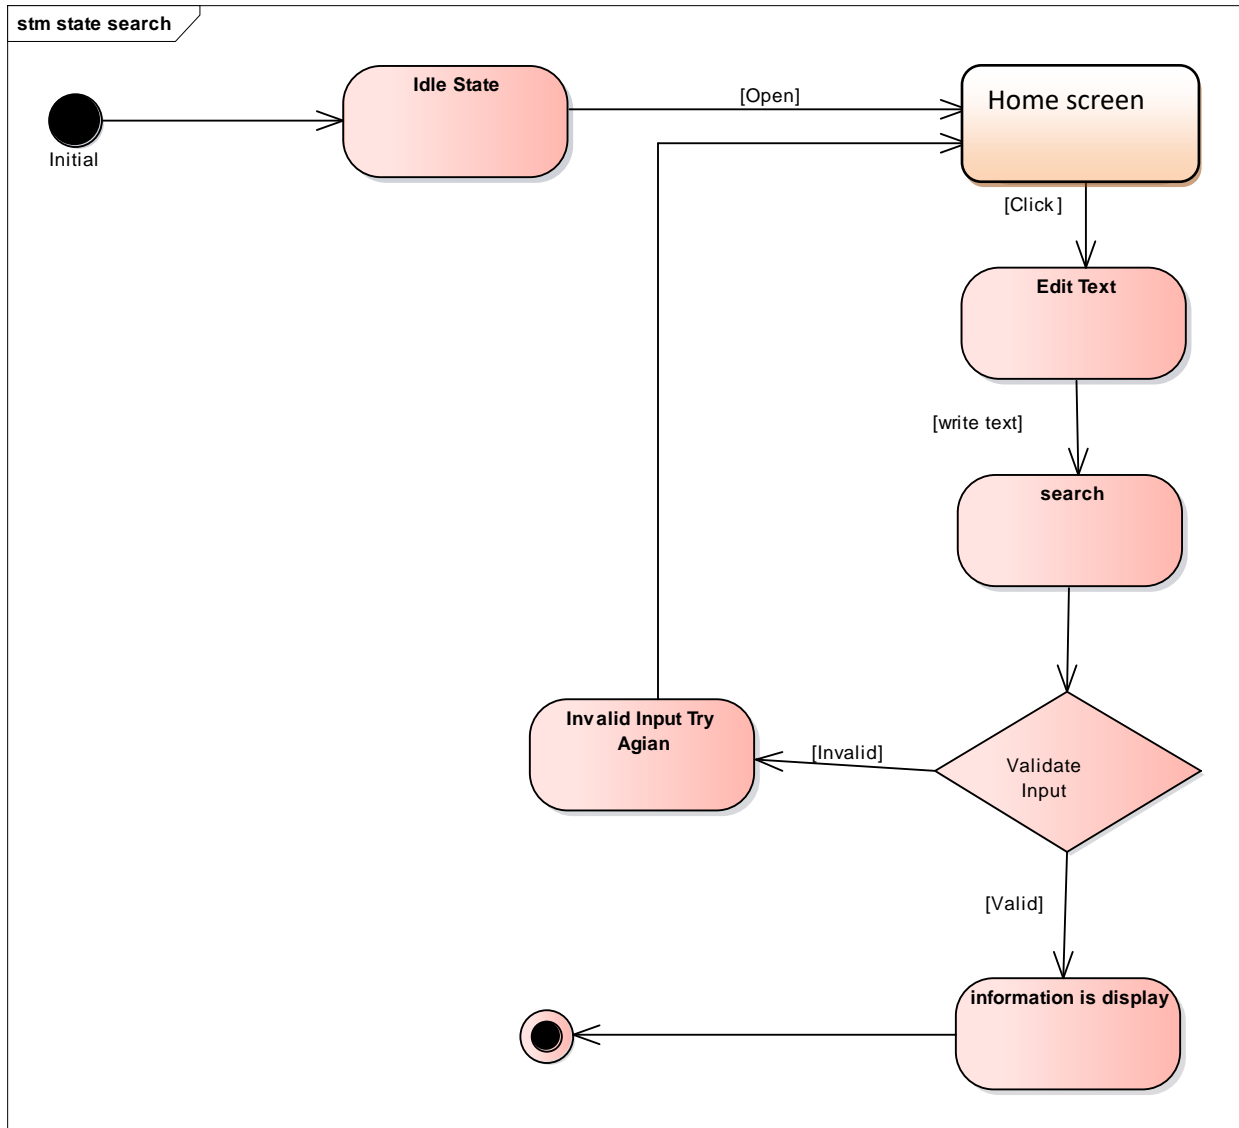 stm state search
Idle State
[Open]
Home screen
Initial
[Click]
Edit Text
[write text]
search
Invalid Input Try
Agian
[Invalid]
Validate
Input
[Valid]
information is display